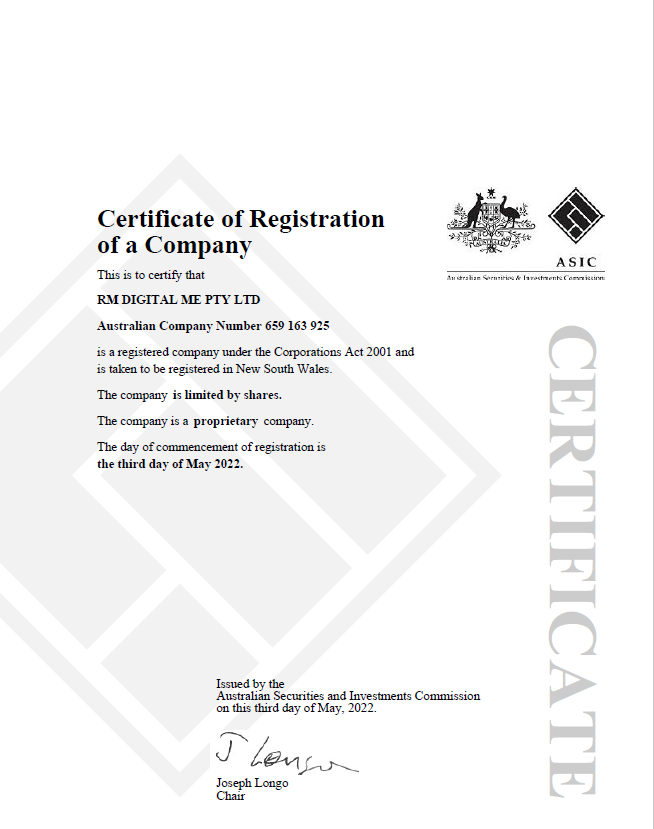 Certificate of Registration
of a Company
This is to certify that
RM DIGITAL ME PTY LTD
Australian Company Number 659 163 925
is a registered company under the Corporations Act 2001 and
is taken to be registered in New South Wales.
The company is limited by shares.
The company is a proprietary company.
The day of commencement of registration is
the third day of May 2022.
AUSTRALIA
ASIC
Australian Securities & Investments Commission
CERTIFICATE
Issued by the
Australian Securities and Investments Commission
on this third day of May, 2022.
J Longo
Joseph Longo
Chair